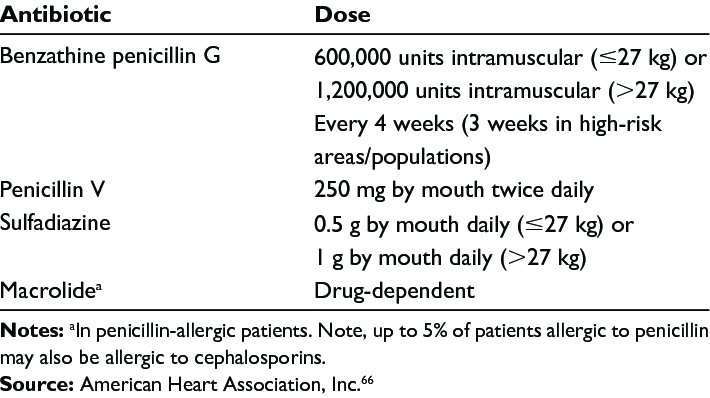 Antibiotic Dose
Benzathine penicillin G 600,000 units intramuscular (≤27 kg) or
1,200,000 units intramuscular (>27 kg)
Every 4 weeks (3 weeks in high-risk
areas/populations)
Penicillin V 250 mg by mouth twice daily
Sulfadiazine 0.5 g by mouth daily (≤27 kg) or
1 g by mouth daily (>27 kg)
Macrolideᵃ Drug-dependent
Notes: ᵃIn penicillin-allergic patients. Note, up to 5% of patients allergic to penicillin
may also be allergic to cephalosporins.
Source: American Heart Association, Inc.⁶⁶